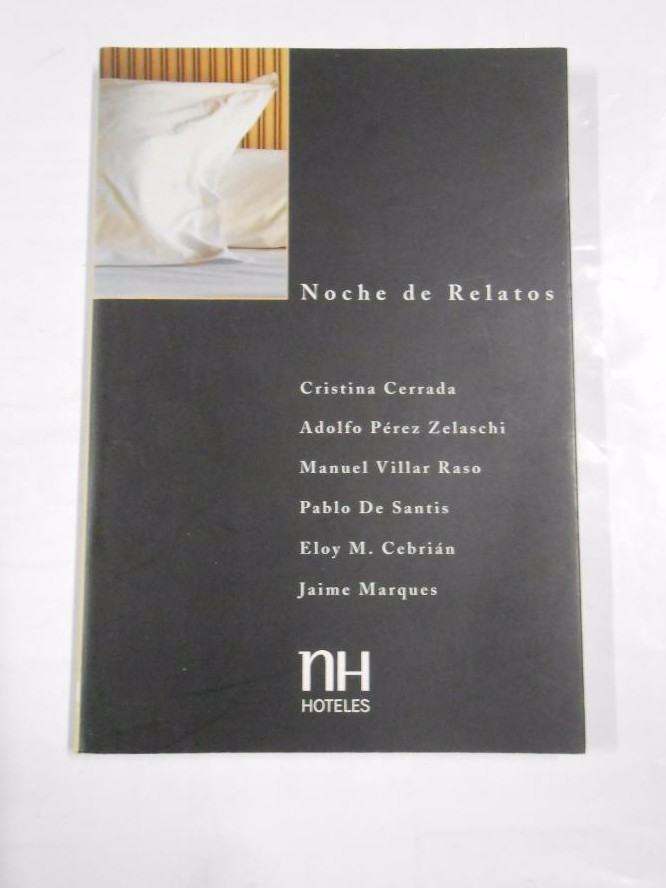 Noche de Relatos
Cristina Cerrada
Adolfo Pérez Zelaschi
Manuel Villar Raso
Pablo De Santis
Eloy M. Cebrián
Jaime Marques
NH
HOTELES